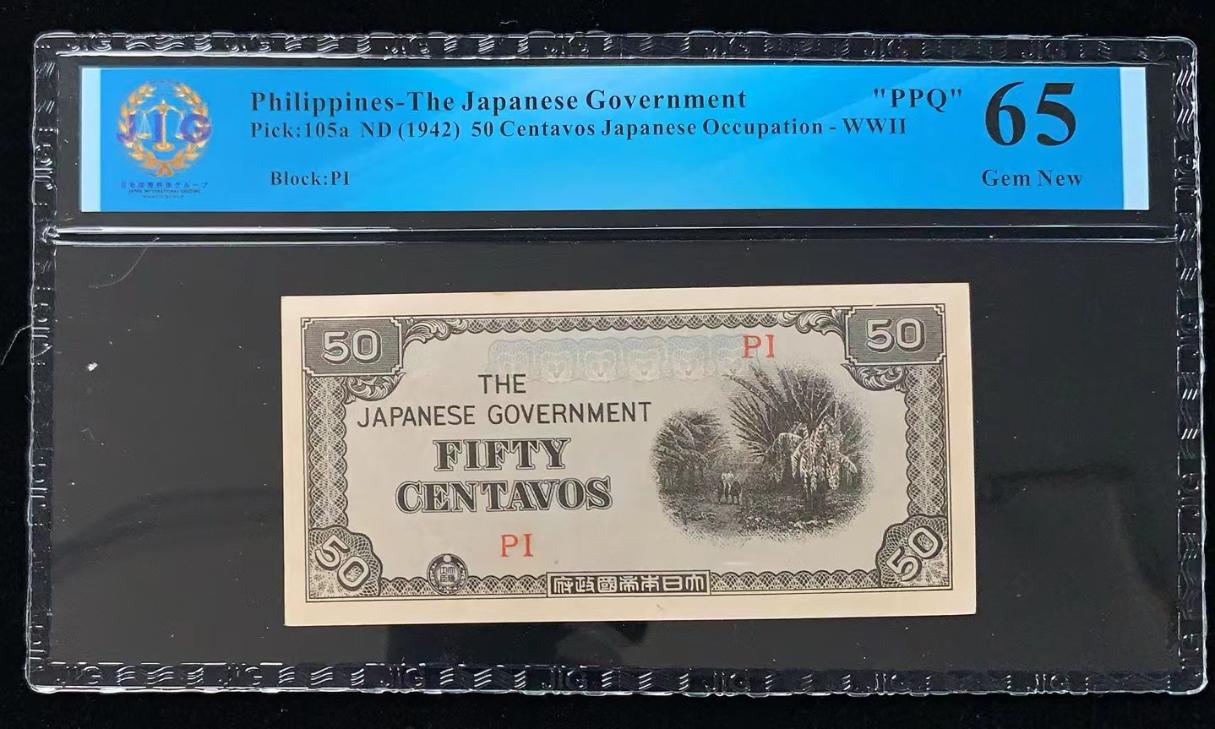 Philippines-The Japanese Government
"PPQ"
65
Pick:105a ND (1942) 50 Centavos Japanese Occupation - WWII
Block:PI
Gem New
JIG
50
50
PI
THE
JAPANESE GOVERNMENT
FIFTY
CENTAVOS
PI
50
50
府政國帝本日大